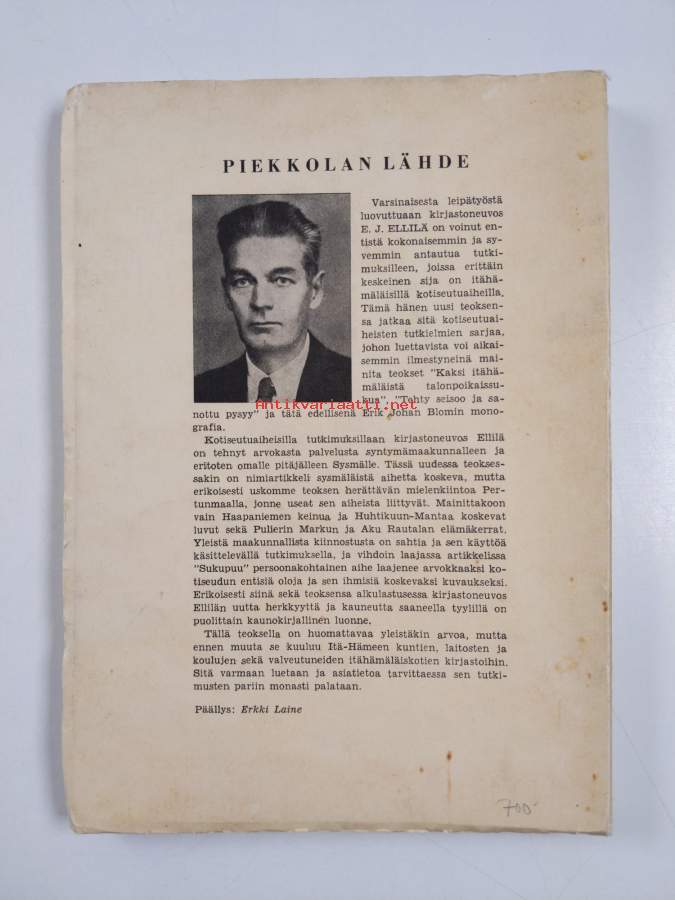 PIEKKOLAN LÄHDE
Varsinaisesta leipätyöstä
luovuttuaan kirjastoneuvos
E. J. ELLILÄ on voinut en-
tistä kokonaisemmin ja sy-
vemmin antautua tutki-
muksilleen, joissa erittäin
keskeinen sija on itähä-
mäläisillä kotiseutuaiheilla.
Tämä hänen uusi teoksen-
sa jatkaa sitä kotiseutuai-
heisten tutkielmien sarjaa,
johon luettavista voi aikai-
semmin ilmestyneinä mai-
nita teokset "Kaksi itähä-
mäläistä talonpoikaissu-
kua", "Tehty seisoo ja sa-
Antikvariaatti.net
nottu pysyy" ja tätä edellisenä Erik Johan Blomin mono-
grafia.
Kotiseutuaiheisilla tutkimuksillaan kirjastoneuvos Ellilä
on tehnyt arvokasta palvelusta syntymämaakunnalleen ja
eritoten omalle pitäjälleen Sysmälle. Tässä uudessa teokses-
sakin on nimiartikkeli sysmäläistä aihetta koskeva, mutta
erikoisesti uskomme teoksen herättävän mielenkiintoa Per-
tunmaalla, jonne useat sen aiheista liittyvät. Mainittakoon
vain Haapaniemen keinua ja Huhtikuun-Mantaa koskevat
luvut sekä Pulierin Markun ja Aku Rautalan elämäkerrat.
Yleistä maakunnallista kiinnostusta on sahtia ja sen käyttöä
käsittelevällä tutkimuksella, ja vihdoin laajassa artikkelissa
"Sukupuu" persoonakohtainen aihe laajenee arvokkaaksi ko-
tiseudun entisiä oloja ja sen ihmisiä koskevaksi kuvaukseksi.
Erikoisesti siinä sekä teoksensa alkulastusessa kirjastoneuvos
Ellilän uutta herkkyyttä ja kauneutta saaneella tyylillä on
puolittain kaunokirjallinen luonne.
Tällä teoksella on huomattavaa yleistäkin arvoa, mutta
ennen muuta se kuuluu Itä-Hämeen kuntien, laitosten ja
koulujen sekä valveutuneiden itähämäläiskotien kirjastoihin.
Sitä varmaan luetaan ja asiatietoa tarvittaessa sen tutki-
musten pariin monasti palataan.
Päällys: Erkki Laine
700